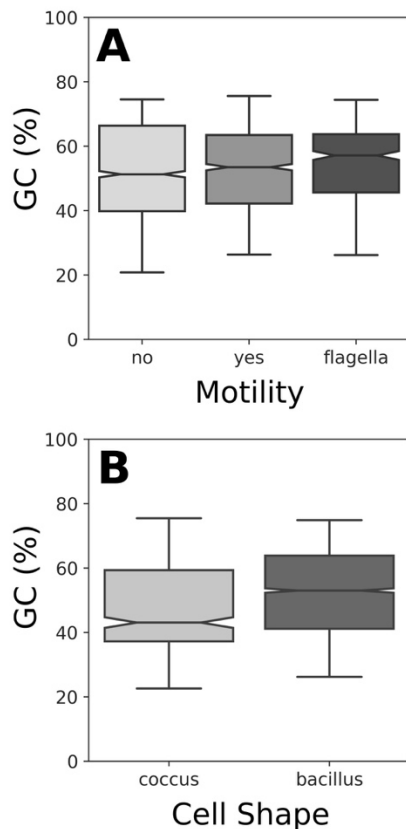 A
GC (%)
100
80
60
40
20
0
no yes flagella
Motility
B
GC (%)
100
80
60
40
20
0
coccus bacillus
Cell Shape